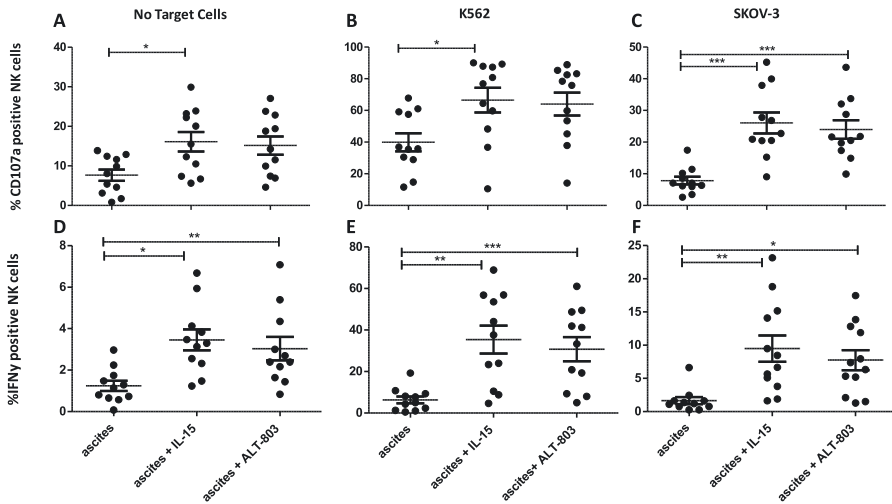 No Target Cells
K562
SKOV-3
A
B
C
% CD107a positive NK cells
40
30
20
10
0
*
100
80
60
40
20
0
*
50
40
30
20
10
0
***
***
D
E
F
%IFNγ positive NK cells
8
6
4
2
0
**
*
80
60
40
20
0
***
**
25
20
15
10
5
0
*
**
ascites
ascites + IL-15
ascites + ALT-803
ascites
ascites + IL-15
ascites+ ALT-803
ascites
ascites + IL-15
ascites + ALT-803